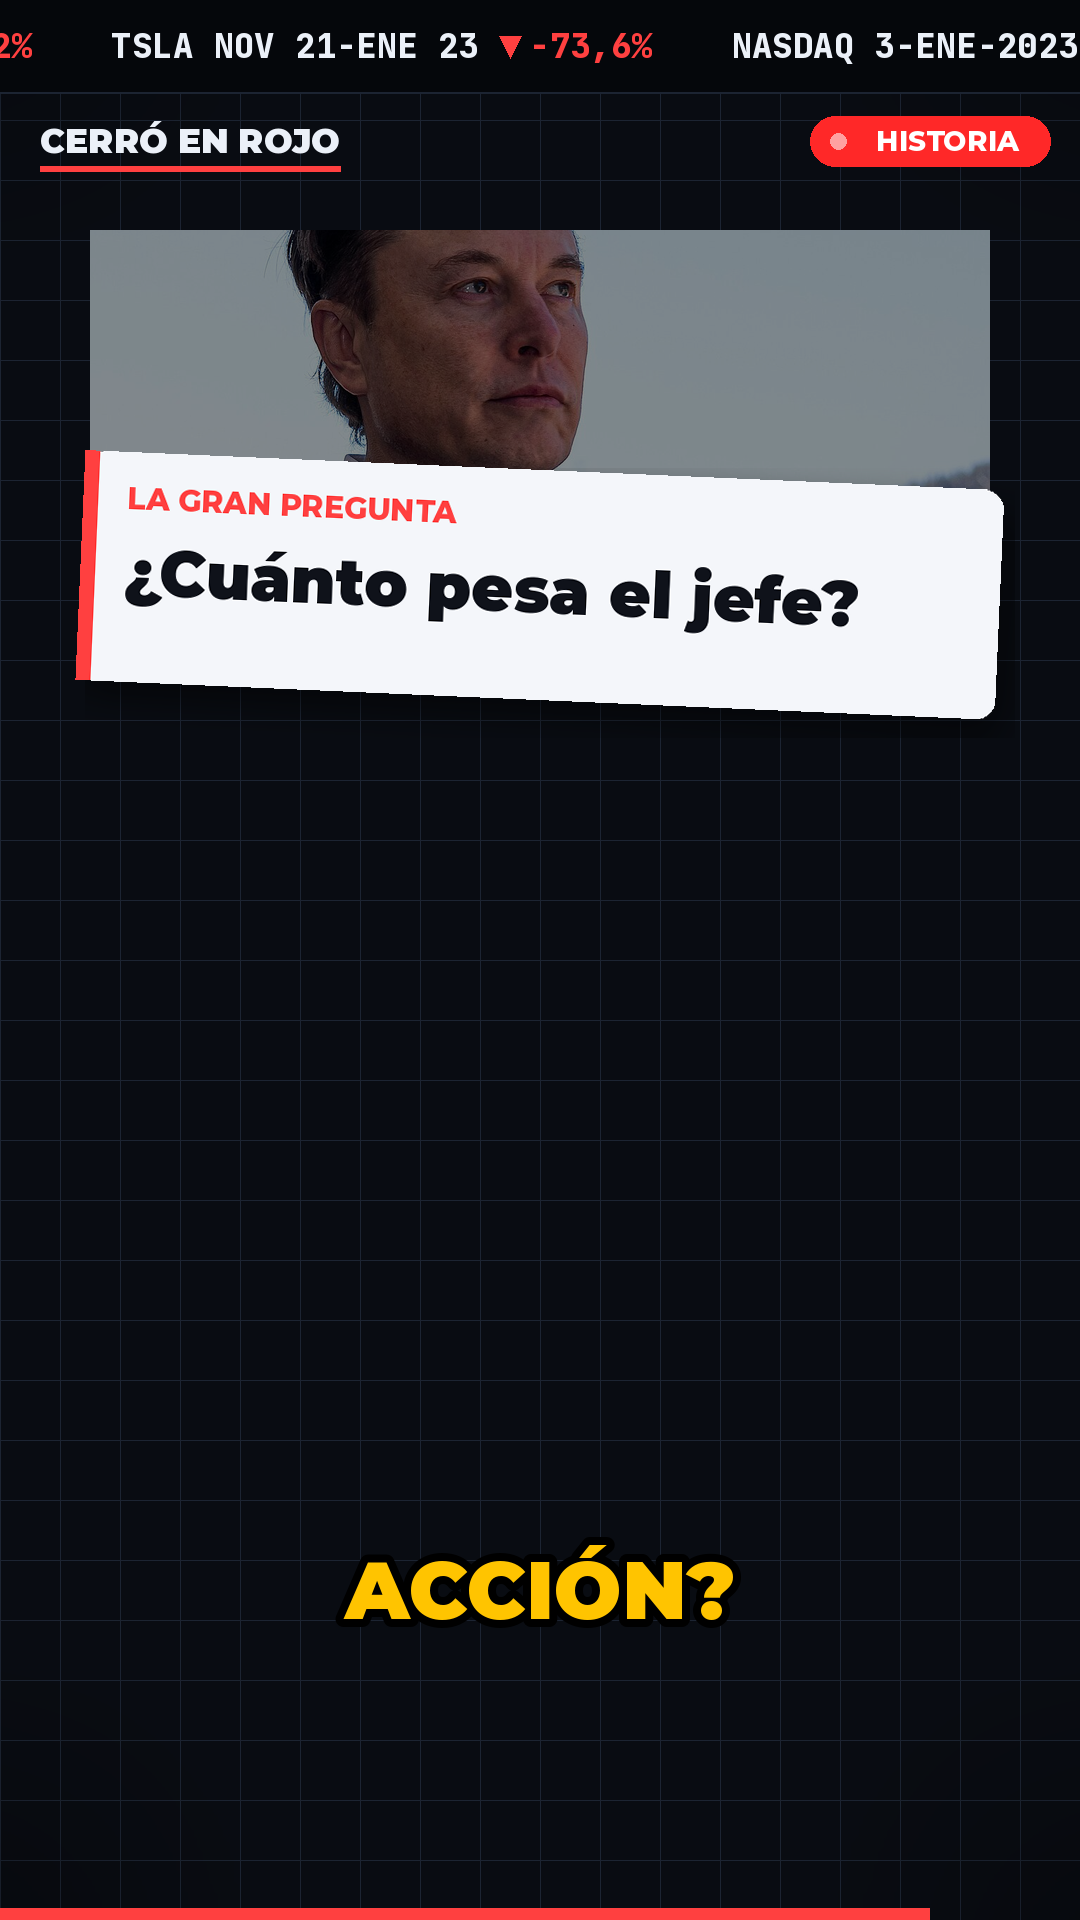 2% TSLA NOV 21-ENE 23 ▼-73,6% NASDAQ 3-ENE-2023
CERRÓ EN ROJO
HISTORIA
LA GRAN PREGUNTA
¿Cuánto pesa el jefe?
ACCIÓN?